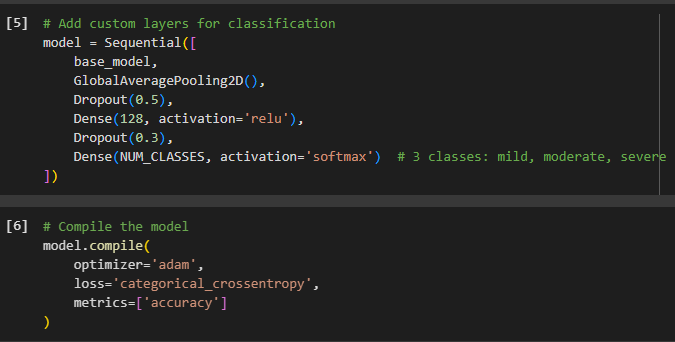 [5] # Add custom layers for classification
model = Sequential([
    base_model,
    GlobalAveragePooling2D(),
    Dropout(0.5),
    Dense(128, activation='relu'),
    Dropout(0.3),
    Dense(NUM_CLASSES, activation='softmax')  # 3 classes: mild, moderate, severe
])
[6] # Compile the model
model.compile(
    optimizer='adam',
    loss='categorical_crossentropy',
    metrics=['accuracy']
)